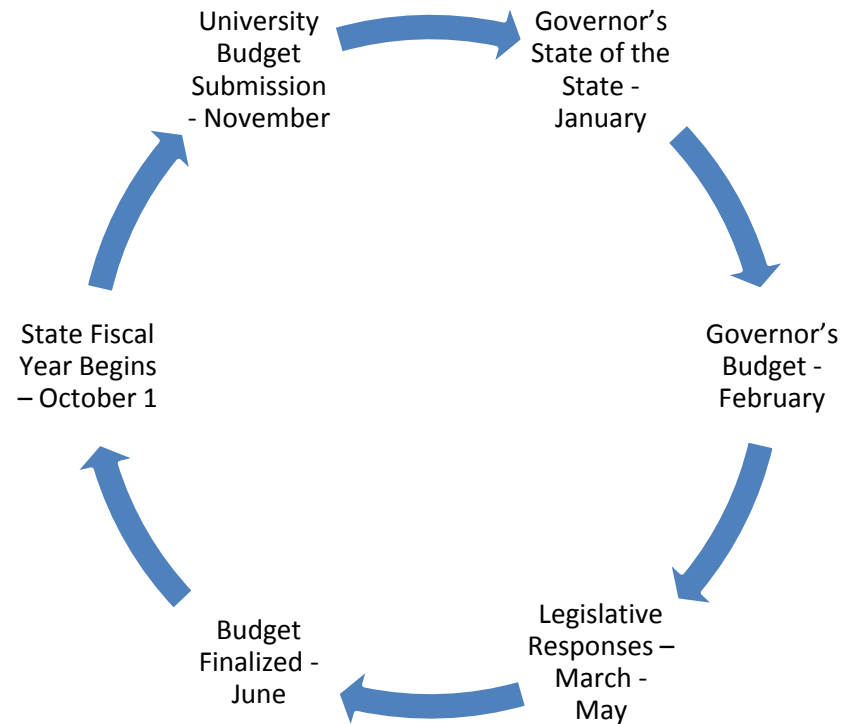 University
Budget
Submission
- November
Governor’s
State of the
State -
January
Governor’s
Budget -
February
Legislative
Responses –
March -
May
Budget
Finalized -
June
State Fiscal
Year Begins
– October 1